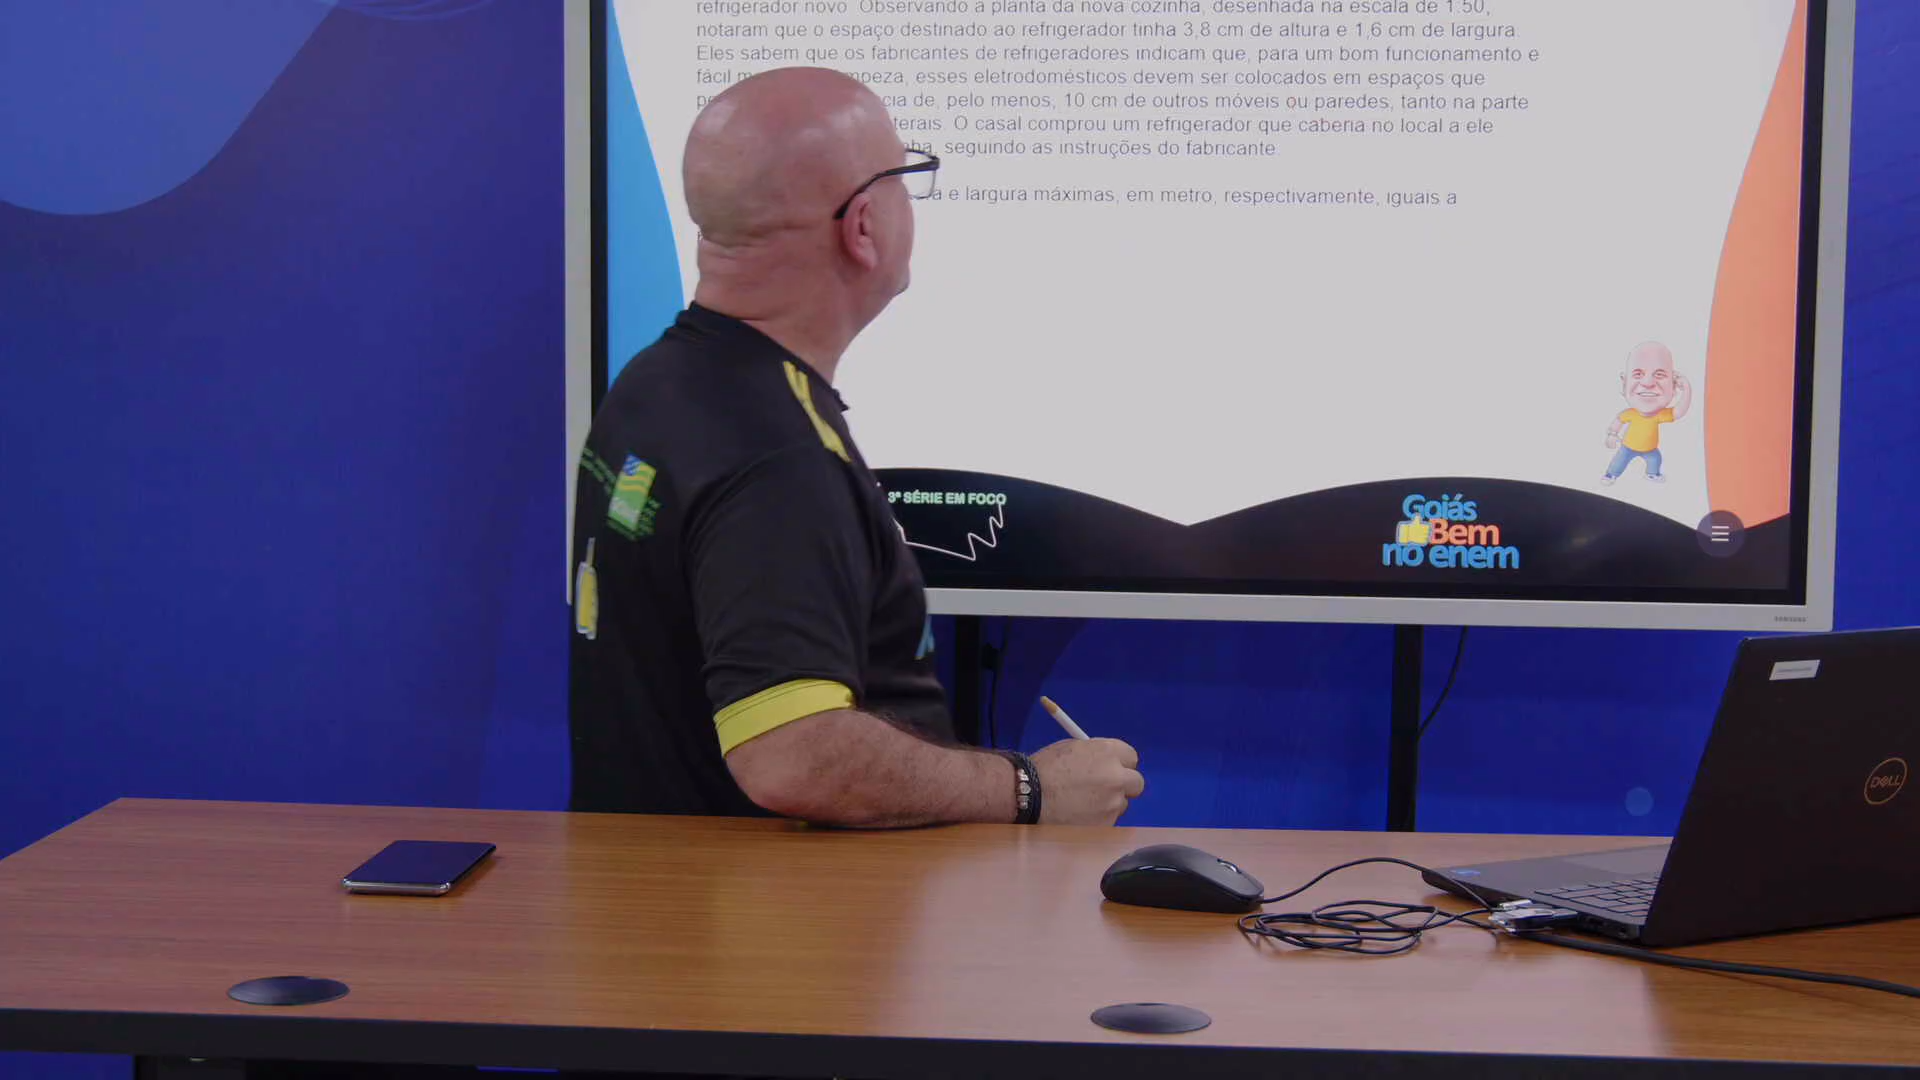 refrigerador novo. Observando a planta da nova cozinha, desenhada na escala de 1:50,
notaram que o espaço destinado ao refrigerador tinha 3,8 cm de altura e 1,6 cm de largura.
Eles sabem que os fabricantes de refrigeradores indicam que, para um bom funcionamento e
fácil mpeza, esses eletrodomésticos devem ser colocados em espaços que
cia de, pelo menos, 10 cm de outros móveis ou paredes, tanto na parte
terais. O casal comprou um refrigerador que caberia no local a ele
seguindo as instruções do fabricante.
e largura máximas, em metro, respectivamente, iguais a
3ª SÉRIE EM FOCO
Goiás
Bem
no enem
SAMSUNG
DELL